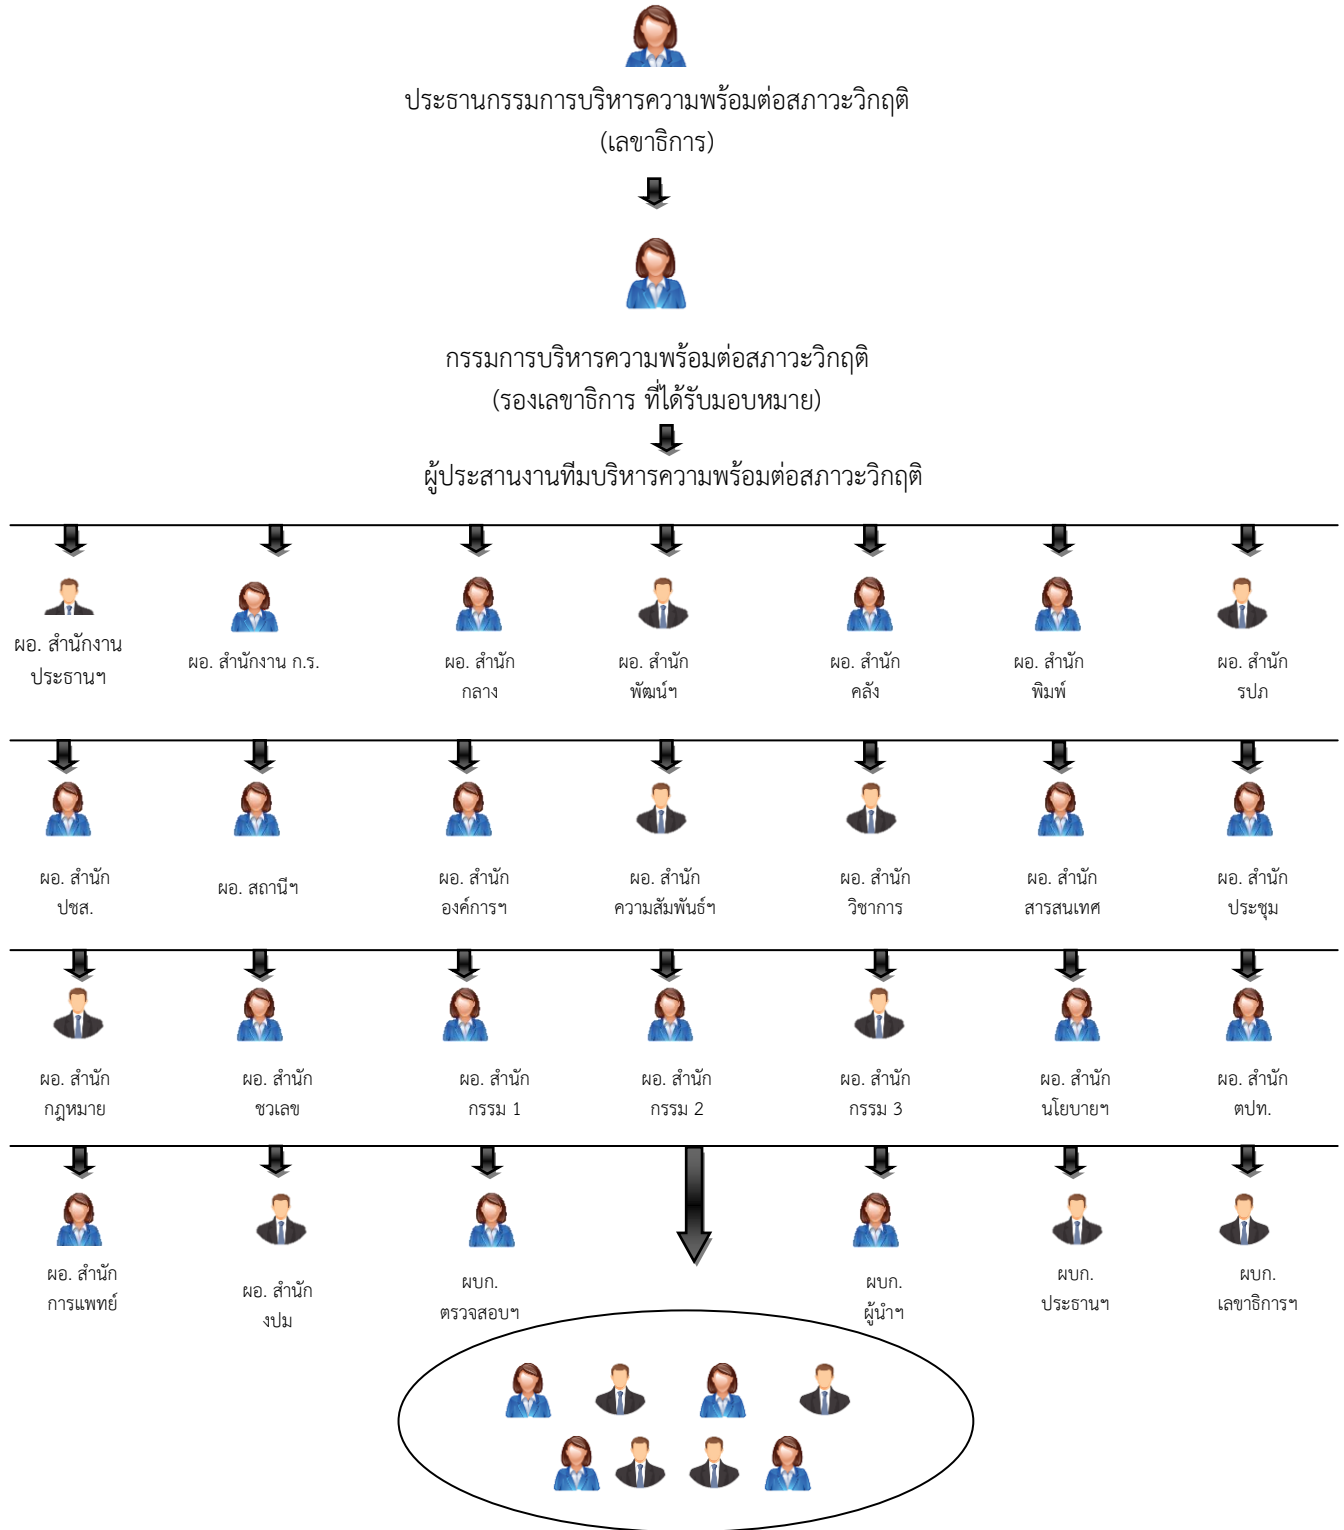 ประธานกรรมการบริหารความพร้อมต่อสภาวะวิกฤติ
(เลขาธิการ)
กรรมการบริหารความพร้อมต่อสภาวะวิกฤติ
(รองเลขาธิการ ที่ได้รับมอบหมาย)
ผู้ประสานงานทีมบริหารความพร้อมต่อสภาวะวิกฤติ
ผอ. สำนักงาน
ประธานฯ
ผอ. สำนักงาน ก.ร.
ผอ. สำนัก
กลาง
ผอ. สำนัก
พัฒน์ฯ
ผอ. สำนัก
คลัง
ผอ. สำนัก
พิมพ์
ผอ. สำนัก
รปภ
ผอ. สำนัก
ปชส.
ผอ. สถานีฯ
ผอ. สำนัก
องค์การฯ
ผอ. สำนัก
ความสัมพันธ์ฯ
ผอ. สำนัก
วิชาการ
ผอ. สำนัก
สารสนเทศ
ผอ. สำนัก
ประชุม
ผอ. สำนัก
กฎหมาย
ผอ. สำนัก
ชวเลข
ผอ. สำนัก
กรรม 1
ผอ. สำนัก
กรรม 2
ผอ. สำนัก
กรรม 3
ผอ. สำนัก
นโยบายฯ
ผอ. สำนัก
ตปท.
ผอ. สำนัก
การแพทย์
ผอ. สำนัก
งปม
ผบก.
ตรวจสอบฯ
ผบก.
ผู้นำฯ
ผบก.
ประธานฯ
ผบก.
เลขาธิการฯ